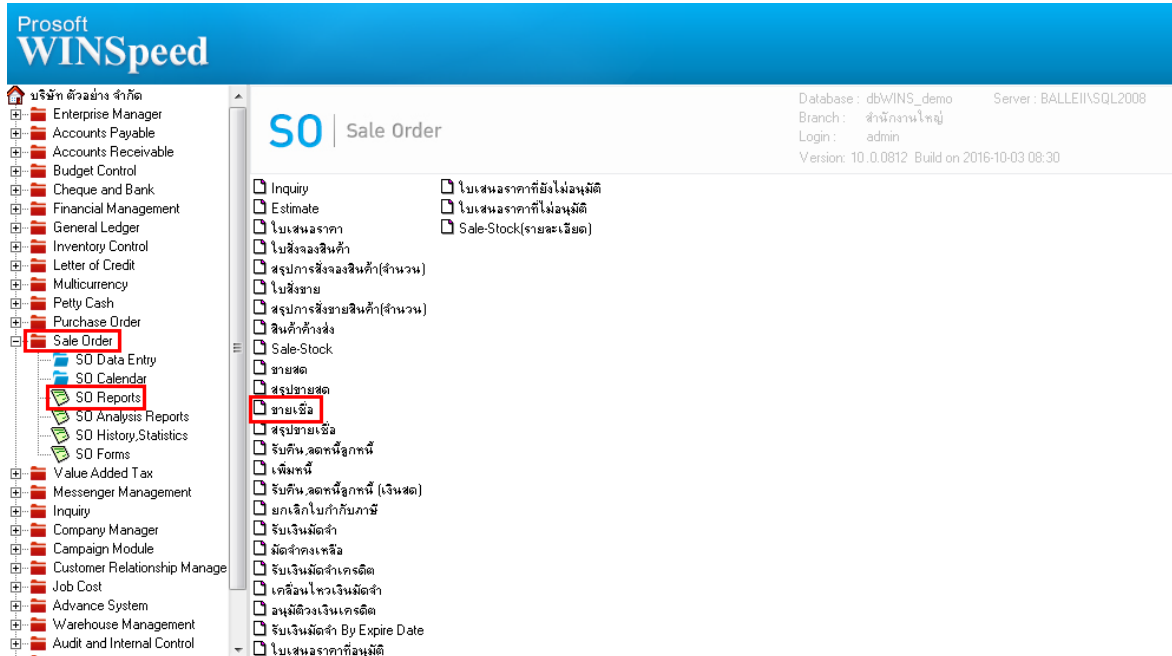 Prosoft
WINSpeed
บริษัท ตัวอย่าง จำกัด
Enterprise Manager
Accounts Payable
Accounts Receivable
Budget Control
Cheque and Bank
Financial Management
General Ledger
Inventory Control
Letter of Credit
Multicurrency
Petty Cash
Purchase Order
Sale Order
SO Data Entry
SO Calendar
SO Reports
SO Analysis Reports
SO History,Statistics
SO Forms
Value Added Tax
Messenger Management
Inquiry
Company Manager
Campaign Module
Customer Relationship Manage
Job Cost
Advance System
Warehouse Management
Audit and Internal Control
SO Sale Order
Database : dbWINS_demo Server : BALLEII\SQL2008
Branch : สำนักงานใหญ่
Login : admin
Version: 10.0.0812 Build on 2016-10-03 08:30
Inquiry
Estimate
ใบเสนอราคา
ใบสั่งจองสินค้า
สรุปการสั่งจองสินค้า(จำนวน)
ใบสั่งขาย
สรุปการสั่งขายสินค้า(จำนวน)
สินค้าค้างส่ง
Sale-Stock
ขายสด
สรุปขายสด
ขายเชื่อ
สรุปขายเชื่อ
รับคืน,ลดหนี้ลูกหนี้
เพิ่มหนี้
รับคืน,ลดหนี้ลูกหนี้ (เงินสด)
ยกเลิกใบกำกับภาษี
รับเงินมัดจำ
มัดจำคงเหลือ
รับเงินมัดจำเครดิต
เคลื่อนไหวเงินมัดจำ
อนุมัติวงเงินเครดิต
รับเงินมัดจำ By Expire Date
ใบเสนอราคาที่อนุมัติ
ใบเสนอราคาที่ยังไม่อนุมัติ
ใบเสนอราคาที่ไม่อนุมัติ
Sale-Stock(รายละเอียด)